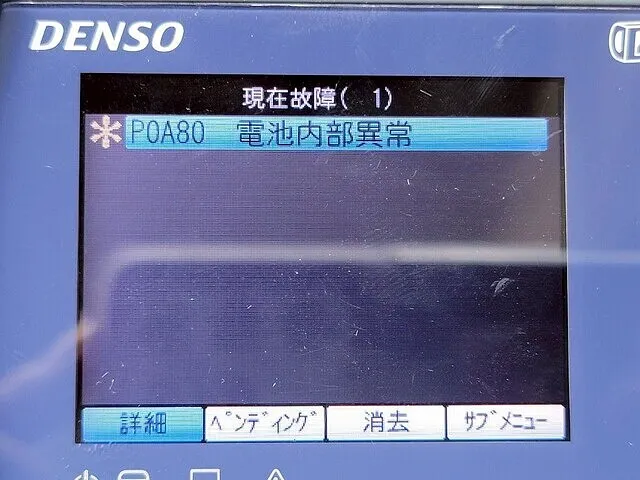 DENSO
現在故障( 1)
*P0A80 電池内部異常
詳細 ペンディング 消去 サブメニュー